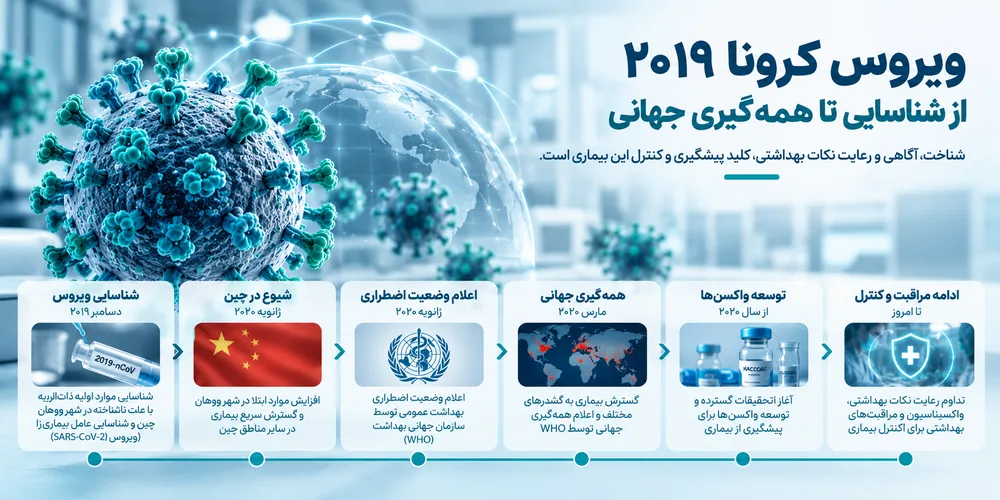 ویروس کرونا ۲۰۱۹
از شناسایی تا همه‌گیری جهانی
شناخت، آگاهی و رعایت نکات بهداشتی، کلید پیشگیری و کنترل این بیماری است.
شناسایی ویروس
دسامبر ۲۰۱۹
2019-nCoV
شناسایی موارد اولیه ذات‌الریه
با علت ناشناخته در شهر ووهان
چین و شناسایی عامل بیماری‌زا
(ویروس SARS-CoV-2)
شیوع در چین
ژانویه ۲۰۲۰
افزایش موارد ابتلا در شهر ووهان
و گسترش سریع بیماری
در سایر مناطق چین
اعلام وضعیت اضطراری
ژانویه ۲۰۲۰
اعلام وضعیت اضطراری
بهداشت عمومی توسط
سازمان جهانی بهداشت
(WHO)
همه‌گیری جهانی
مارس ۲۰۲۰
گسترش بیماری به گشدرهای
مختلف و اعلام همه‌گیری
جهانی توسط WHO
توسعه واکسن‌ها
از سال ۲۰۲۰
آغاز اتحقیقات گسترده و
توسعه واکسن‌ها برای
پیشگیری از بیماری
ادامه مراقبت و کنترل
تا امروز
تداوم رعایت نکات بهداشتی،
واکسیناسیون و مراقبت‌های
بهداشتی برای اکنترل بیماری